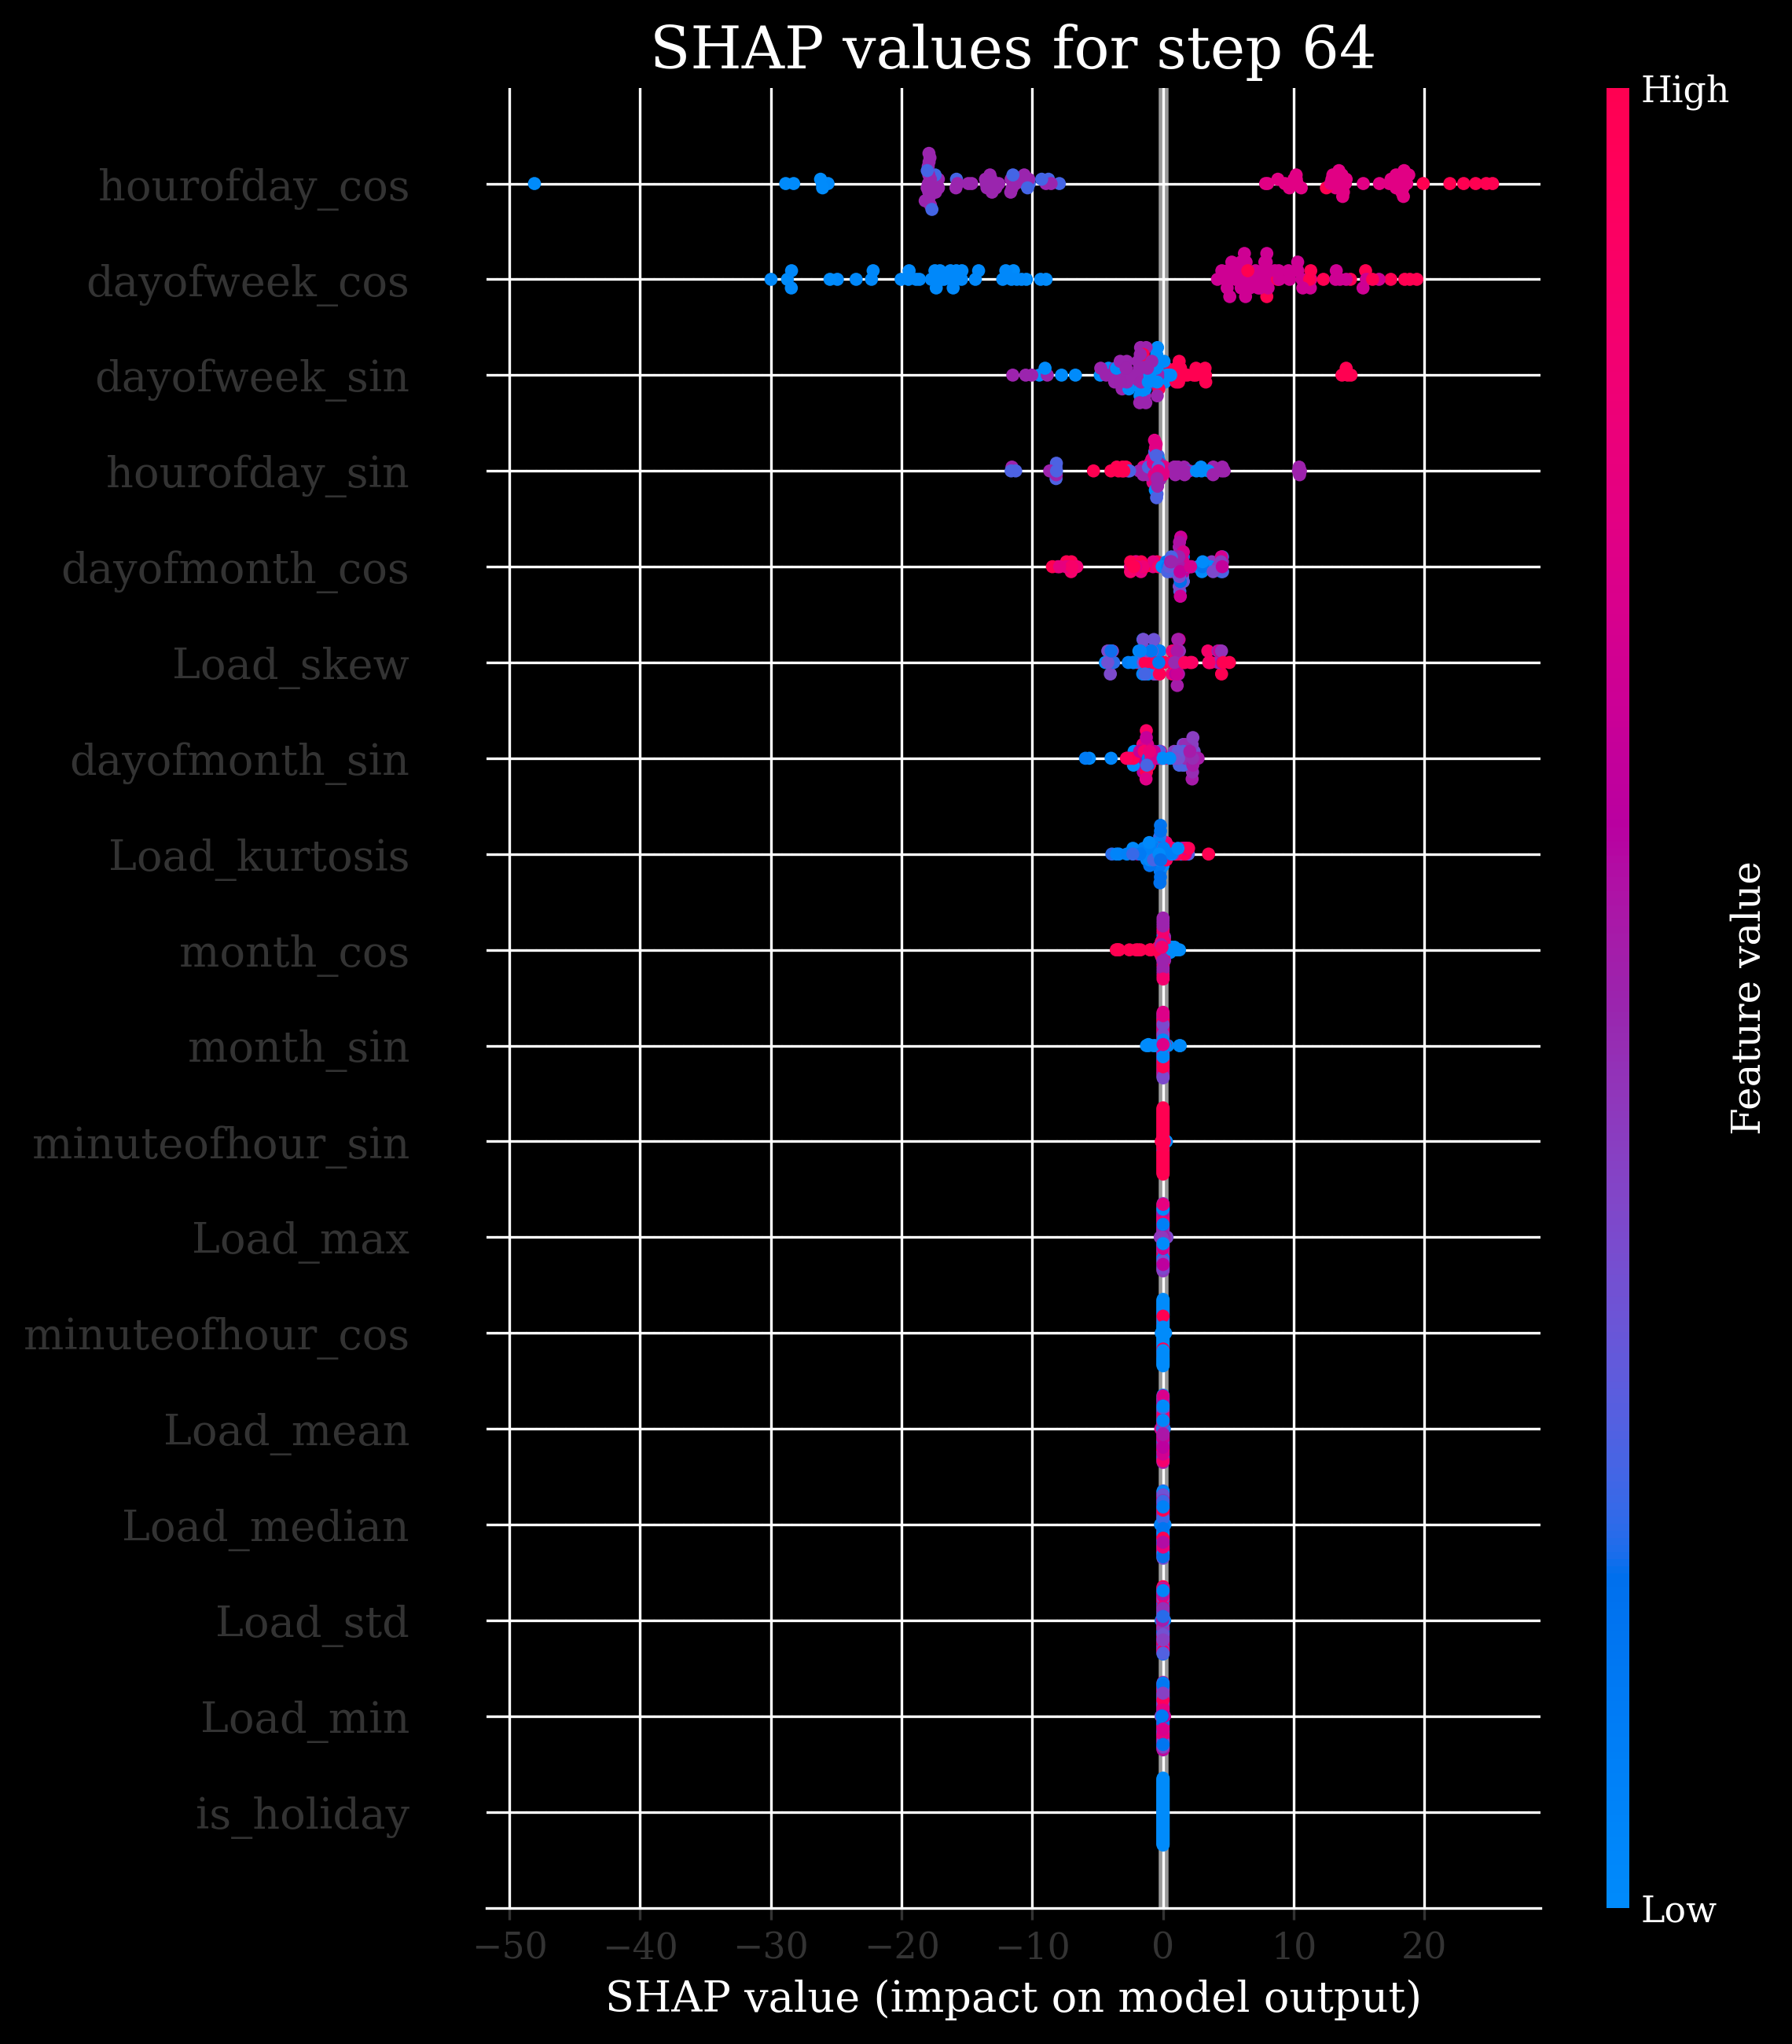 SHAP values for step 64
High
hourofday_cos
dayofweek_cos
dayofweek_sin
hourofday_sin
dayofmonth_cos
Load_skew
dayofmonth_sin
Load_kurtosis
month_cos
month_sin
minuteofhour_sin
Load_max
minuteofhour_cos
Load_mean
Load_median
Load_std
Load_min
is_holiday
Feature value
Low
−50 −40 −30 −20 −10 0 10 20
SHAP value (impact on model output)